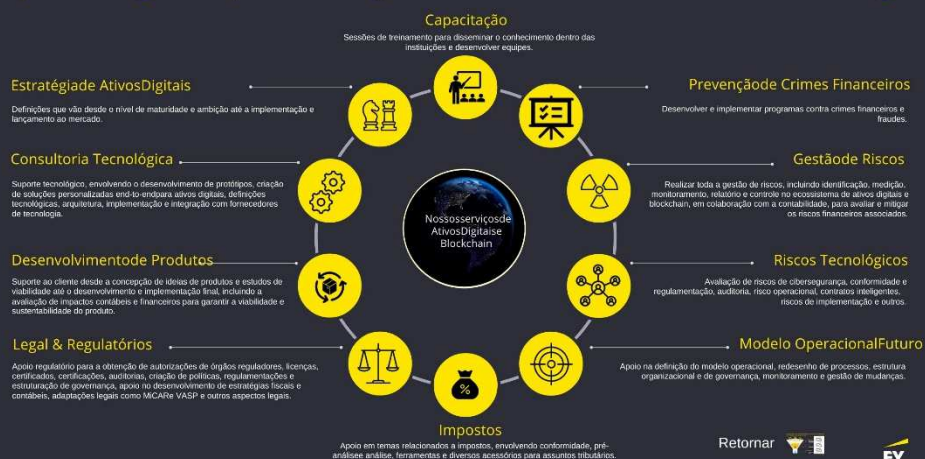 Capacitação
Sessões de treinamento para disseminar o conhecimento dentro das
instituições e desenvolver equipes.
Estratégiade AtivosDigitais
Definições que vão desde o nível de maturidade e ambição até a implementação e
lançamento ao mercado.
Prevençãode Crimes Financeiros
Desenvolver e implementar programas contra crimes financeiros e
fraudes.
Consultoria Tecnológica
Suporte tecnológico, envolvendo o desenvolvimento de protótipos, criação
de soluções personalizadas end-to-endpara ativos digitais, definições
tecnológicas, arquitetura, implementação e integração com fornecedores
de tecnologia.
Gestãode Riscos
Realizar toda a gestão de riscos, incluindo identificação, medição,
monitoramento, relatório e controle no ecossistema de ativos digitais e
blockchain, em colaboração com a contabilidade, para avaliar e mitigar
os riscos financeiros associados.
Nossosserviçosde
AtivosDigitaise
Blockchain
Desenvolvimentode Produtos
Suporte ao cliente desde a concepção de ideias de produtos e estudos de
viabilidade até o desenvolvimento e implementação final, incluindo a
avaliação de impactos contábeis e financeiros para garantir a viabilidade e
sustentabilidade do produto.
Riscos Tecnológicos
Avaliação de riscos de cibersegurança, conformidade e
regulamentação, auditoria, risco operacional, contratos inteligentes,
riscos de implementação e outros.
Legal & Regulatórios
Apoio regulatório para a obtenção de autorizações de órgãos reguladores, licenças,
certificados, certificações, auditorias, criação de políticas, regulamentações e
estruturação de governança, apoio no desenvolvimento de estratégias fiscais e
contábeis, adaptações legais como MiCARe VASP e outros aspectos legais.
Modelo OperacionalFuturo
Apoio na definição do modelo operacional, redesenho de processos, estrutura
organizacional e de governança, monitoramento e gestão de mudanças.
%
Impostos
Apoio em temas relacionados a impostos, envolvendo conformidade, pré-
análisee análise, ferramentas e diversos acessórios para assuntos tributários.
Retornar
EY